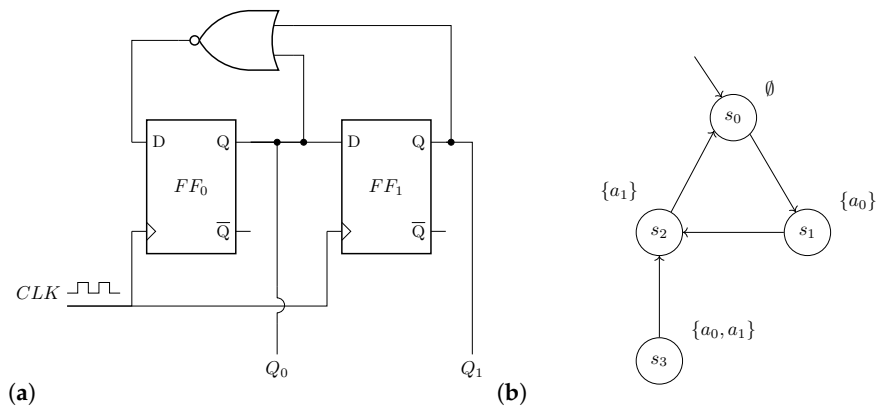 D Q
FF₀
Q̅
D Q
FF₁
Q̅
CLK
Q₀
Q₁
(a)
s₀
∅
{a₁}
s₂
s₁
{a₀}
s₃
{a₀, a₁}
(b)